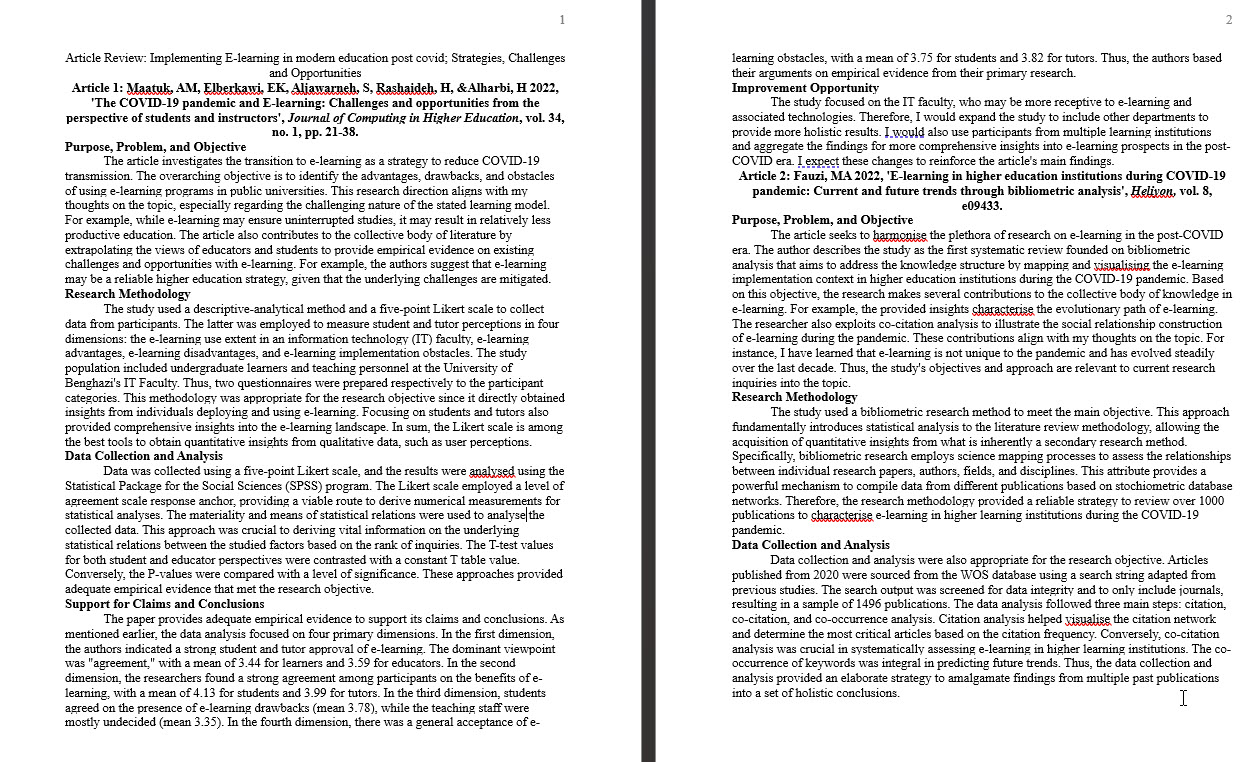 1
Article Review: Implementing E-learning in modern education post covid; Strategies, Challenges
and Opportunities
Article 1: Maatuk, AM, Elberkawi, EK, Aljawarneh, S, Rashaideh, H, &Alharbi, H 2022,
'The COVID-19 pandemic and E-learning: Challenges and opportunities from the
perspective of students and instructors', Journal of Computing in Higher Education, vol. 34,
no. 1, pp. 21-38.
Purpose, Problem, and Objective
The article investigates the transition to e-learning as a strategy to reduce COVID-19
transmission. The overarching objective is to identify the advantages, drawbacks, and obstacles
of using e-learning programs in public universities. This research direction aligns with my
thoughts on the topic, especially regarding the challenging nature of the stated learning model.
For example, while e-learning may ensure uninterrupted studies, it may result in relatively less
productive education. The article also contributes to the collective body of literature by
extrapolating the views of educators and students to provide empirical evidence on existing
challenges and opportunities with e-learning. For example, the authors suggest that e-learning
may be a reliable higher education strategy, given that the underlying challenges are mitigated.
Research Methodology
The study used a descriptive-analytical method and a five-point Likert scale to collect
data from participants. The latter was employed to measure student and tutor perceptions in four
dimensions: the e-learning use extent in an information technology (IT) faculty, e-learning
advantages, e-learning disadvantages, and e-learning implementation obstacles. The study
population included undergraduate learners and teaching personnel at the University of
Benghazi's IT Faculty. Thus, two questionnaires were prepared respectively to the participant
categories. This methodology was appropriate for the research objective since it directly obtained
insights from individuals deploying and using e-learning. Focusing on students and tutors also
provided comprehensive insights into the e-learning landscape. In sum, the Likert scale is among
the best tools to obtain quantitative insights from qualitative data, such as user perceptions.
Data Collection and Analysis
Data was collected using a five-point Likert scale, and the results were analysed using the
Statistical Package for the Social Sciences (SPSS) program. The Likert scale employed a level of
agreement scale response anchor, providing a viable route to derive numerical measurements for
statistical analyses. The materiality and means of statistical relations were used to analyse the
collected data. This approach was crucial to deriving vital information on the underlying
statistical relations between the studied factors based on the rank of inquiries. The T-test values
for both student and educator perspectives were contrasted with a constant T table value.
Conversely, the P-values were compared with a level of significance. These approaches provided
adequate empirical evidence that met the research objective.
Support for Claims and Conclusions
The paper provides adequate empirical evidence to support its claims and conclusions. As
mentioned earlier, the data analysis focused on four primary dimensions. In the first dimension,
the authors indicated a strong student and tutor approval of e-learning. The dominant viewpoint
was "agreement," with a mean of 3.44 for learners and 3.59 for educators. In the second
dimension, the researchers found a strong agreement among participants on the benefits of e-
learning, with a mean of 4.13 for students and 3.99 for tutors. In the third dimension, students
agreed on the presence of e-learning drawbacks (mean 3.78), while the teaching staff were
mostly undecided (mean 3.35). In the fourth dimension, there was a general acceptance of e-
2
learning obstacles, with a mean of 3.75 for students and 3.82 for tutors. Thus, the authors based
their arguments on empirical evidence from their primary research.
Improvement Opportunity
The study focused on the IT faculty, who may be more receptive to e-learning and
associated technologies. Therefore, I would expand the study to include other departments to
provide more holistic results. I would also use participants from multiple learning institutions
and aggregate the findings for more comprehensive insights into e-learning prospects in the post-
COVID era. I expect these changes to reinforce the article's main findings.
Article 2: Fauzi, MA 2022, 'E-learning in higher education institutions during COVID-19
pandemic: Current and future trends through bibliometric analysis', Heliyon, vol. 8,
e09433.
Purpose, Problem, and Objective
The article seeks to harmonise the plethora of research on e-learning in the post-COVID
era. The author describes the study as the first systematic review founded on bibliometric
analysis that aims to address the knowledge structure by mapping and visualising the e-learning
implementation context in higher education institutions during the COVID-19 pandemic. Based
on this objective, the research makes several contributions to the collective body of knowledge in
e-learning. For example, the provided insights characterise the evolutionary path of e-learning.
The researcher also exploits co-citation analysis to illustrate the social relationship construction
of e-learning during the pandemic. These contributions align with my thoughts on the topic. For
instance, I have learned that e-learning is not unique to the pandemic and has evolved steadily
over the last decade. Thus, the study's objectives and approach are relevant to current research
inquiries into the topic.
Research Methodology
The study used a bibliometric research method to meet the main objective. This approach
fundamentally introduces statistical analysis to the literature review methodology, allowing the
acquisition of quantitative insights from what is inherently a secondary research method.
Specifically, bibliometric research employs science mapping processes to assess the relationships
between individual research papers, authors, fields, and disciplines. This attribute provides a
powerful mechanism to compile data from different publications based on stochiometric database
networks. Therefore, the research methodology provided a reliable strategy to review over 1000
publications to characterise e-learning in higher learning institutions during the COVID-19
pandemic.
Data Collection and Analysis
Data collection and analysis were also appropriate for the research objective. Articles
published from 2020 were sourced from the WOS database using a search string adapted from
previous studies. The search output was screened for data integrity and to only include journals,
resulting in a sample of 1496 publications. The data analysis followed three main steps: citation,
co-citation, and co-occurrence analysis. Citation analysis helped visualise the citation network
and determine the most critical articles based on the citation frequency. Conversely, co-citation
analysis was crucial in systematically assessing e-learning in higher learning institutions. The co-
occurrence of keywords was integral in predicting future trends. Thus, the data collection and
analysis provided an elaborate strategy to amalgamate findings from multiple past publications
into a set of holistic conclusions.